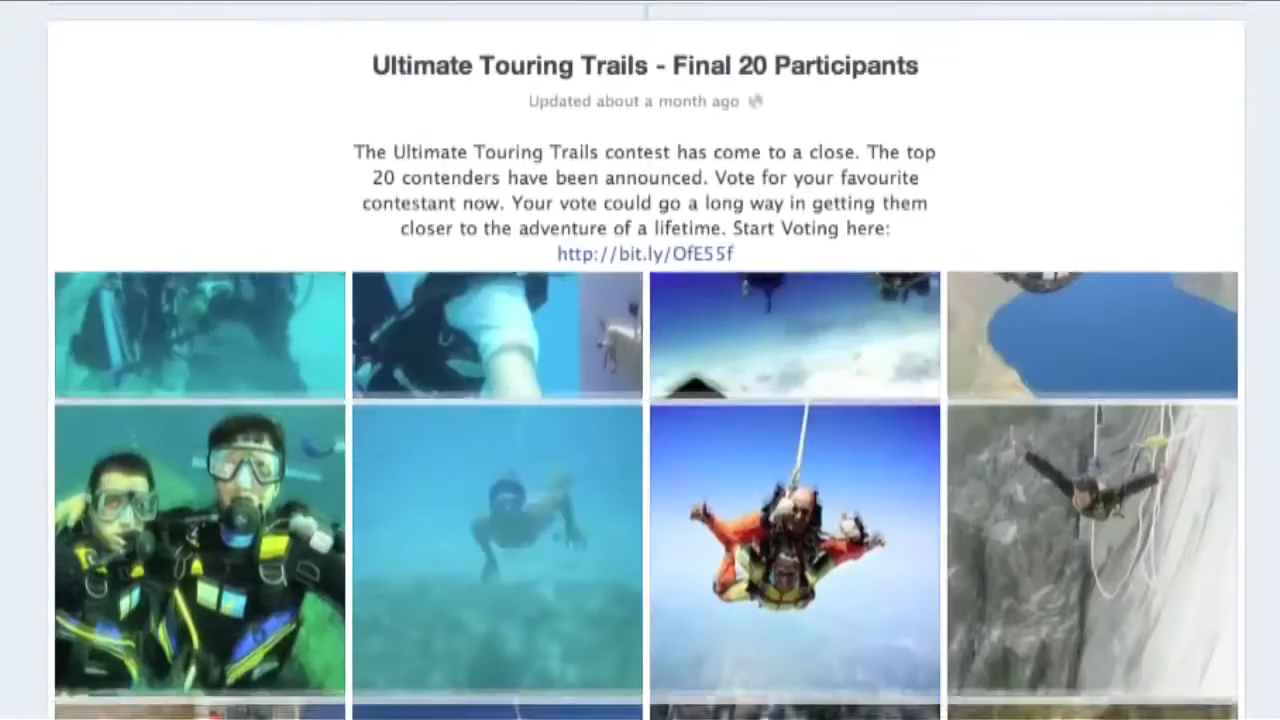 Ultimate Touring Trails - Final 20 Participants
Updated about a month ago
The Ultimate Touring Trails contest has come to a close. The top
20 contenders have been announced. Vote for your favourite
contestant now. Your vote could go a long way in getting them
closer to the adventure of a lifetime. Start Voting here:
http://bit.ly/OfE55f